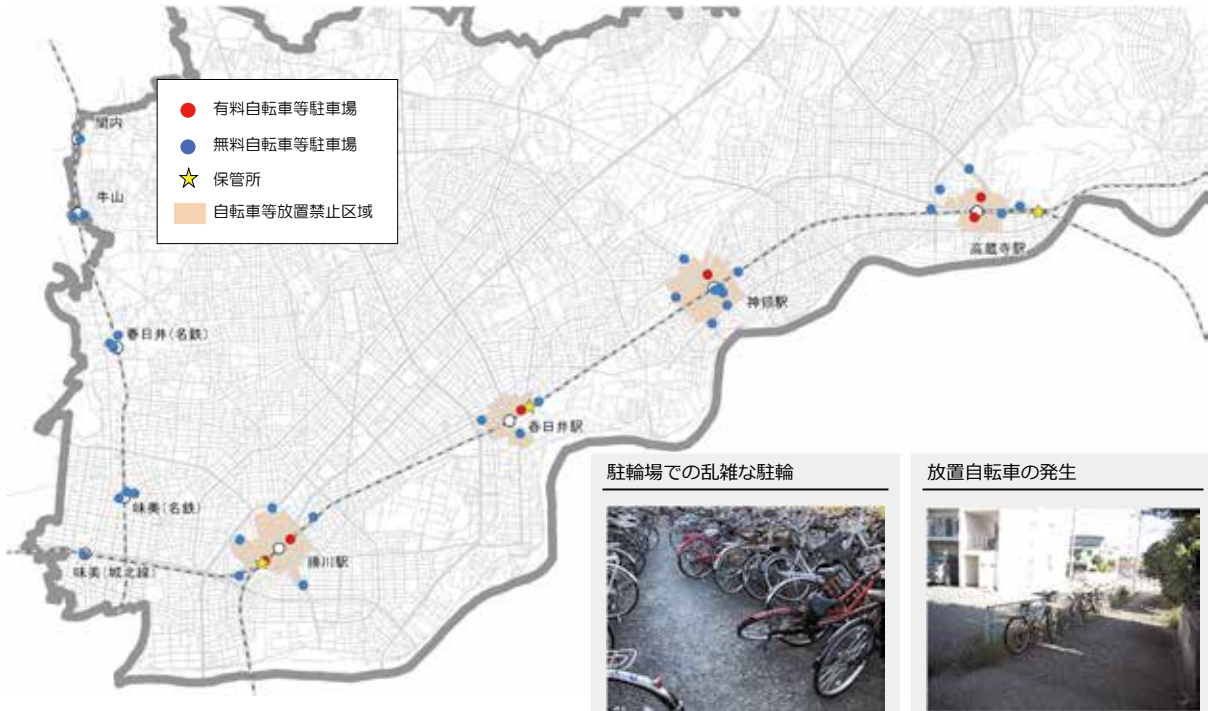 有料自転車等駐車場
無料自転車等駐車場
保管所
自転車等放置禁止区域
間内
牛山
春日井(名鉄)
味美(名鉄)
味美(城北線)
勝川駅
春日井駅
神領駅
高蔵寺駅
駐輪場での乱雑な駐輪
放置自転車の発生